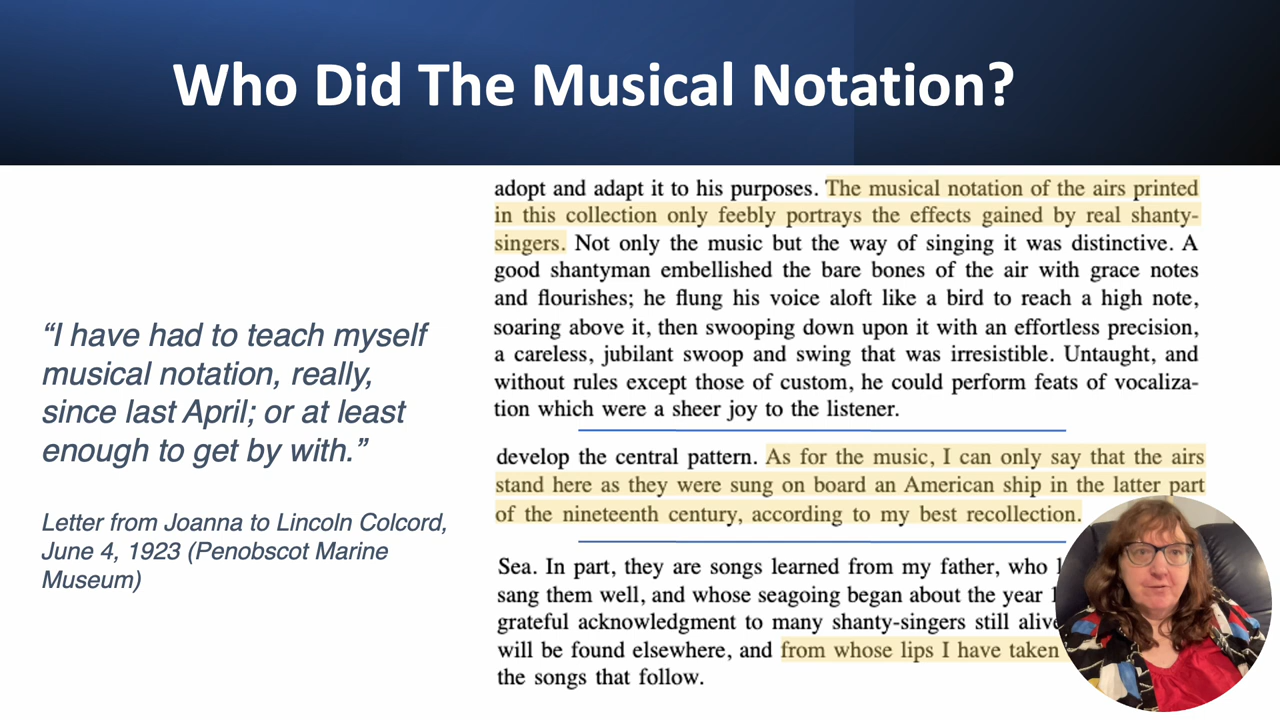 Who Did The Musical Notation?
“I have had to teach myself
musical notation, really,
since last April; or at least
enough to get by with.”
Letter from Joanna to Lincoln Colcord,
June 4, 1923 (Penobscot Marine
Museum)
adopt and adapt it to his purposes. The musical notation of the airs printed
in this collection only feebly portrays the effects gained by real shanty-
singers. Not only the music but the way of singing it was distinctive. A
good shantyman embellished the bare bones of the air with grace notes
and flourishes; he flung his voice aloft like a bird to reach a high note,
soaring above it, then swooping down upon it with an effortless precision,
a careless, jubilant swoop and swing that was irresistible. Untaught, and
without rules except those of custom, he could perform feats of vocaliza-
tion which were a sheer joy to the listener.
develop the central pattern. As for the music, I can only say that the airs
stand here as they were sung on board an American ship in the latter part
of the nineteenth century, according to my best recollection.
Sea. In part, they are songs learned from my father, who
sang them well, and whose seagoing began about the year
grateful acknowledgment to many shanty-singers still
will be found elsewhere, and from whose lips I have taken
the songs that follow.